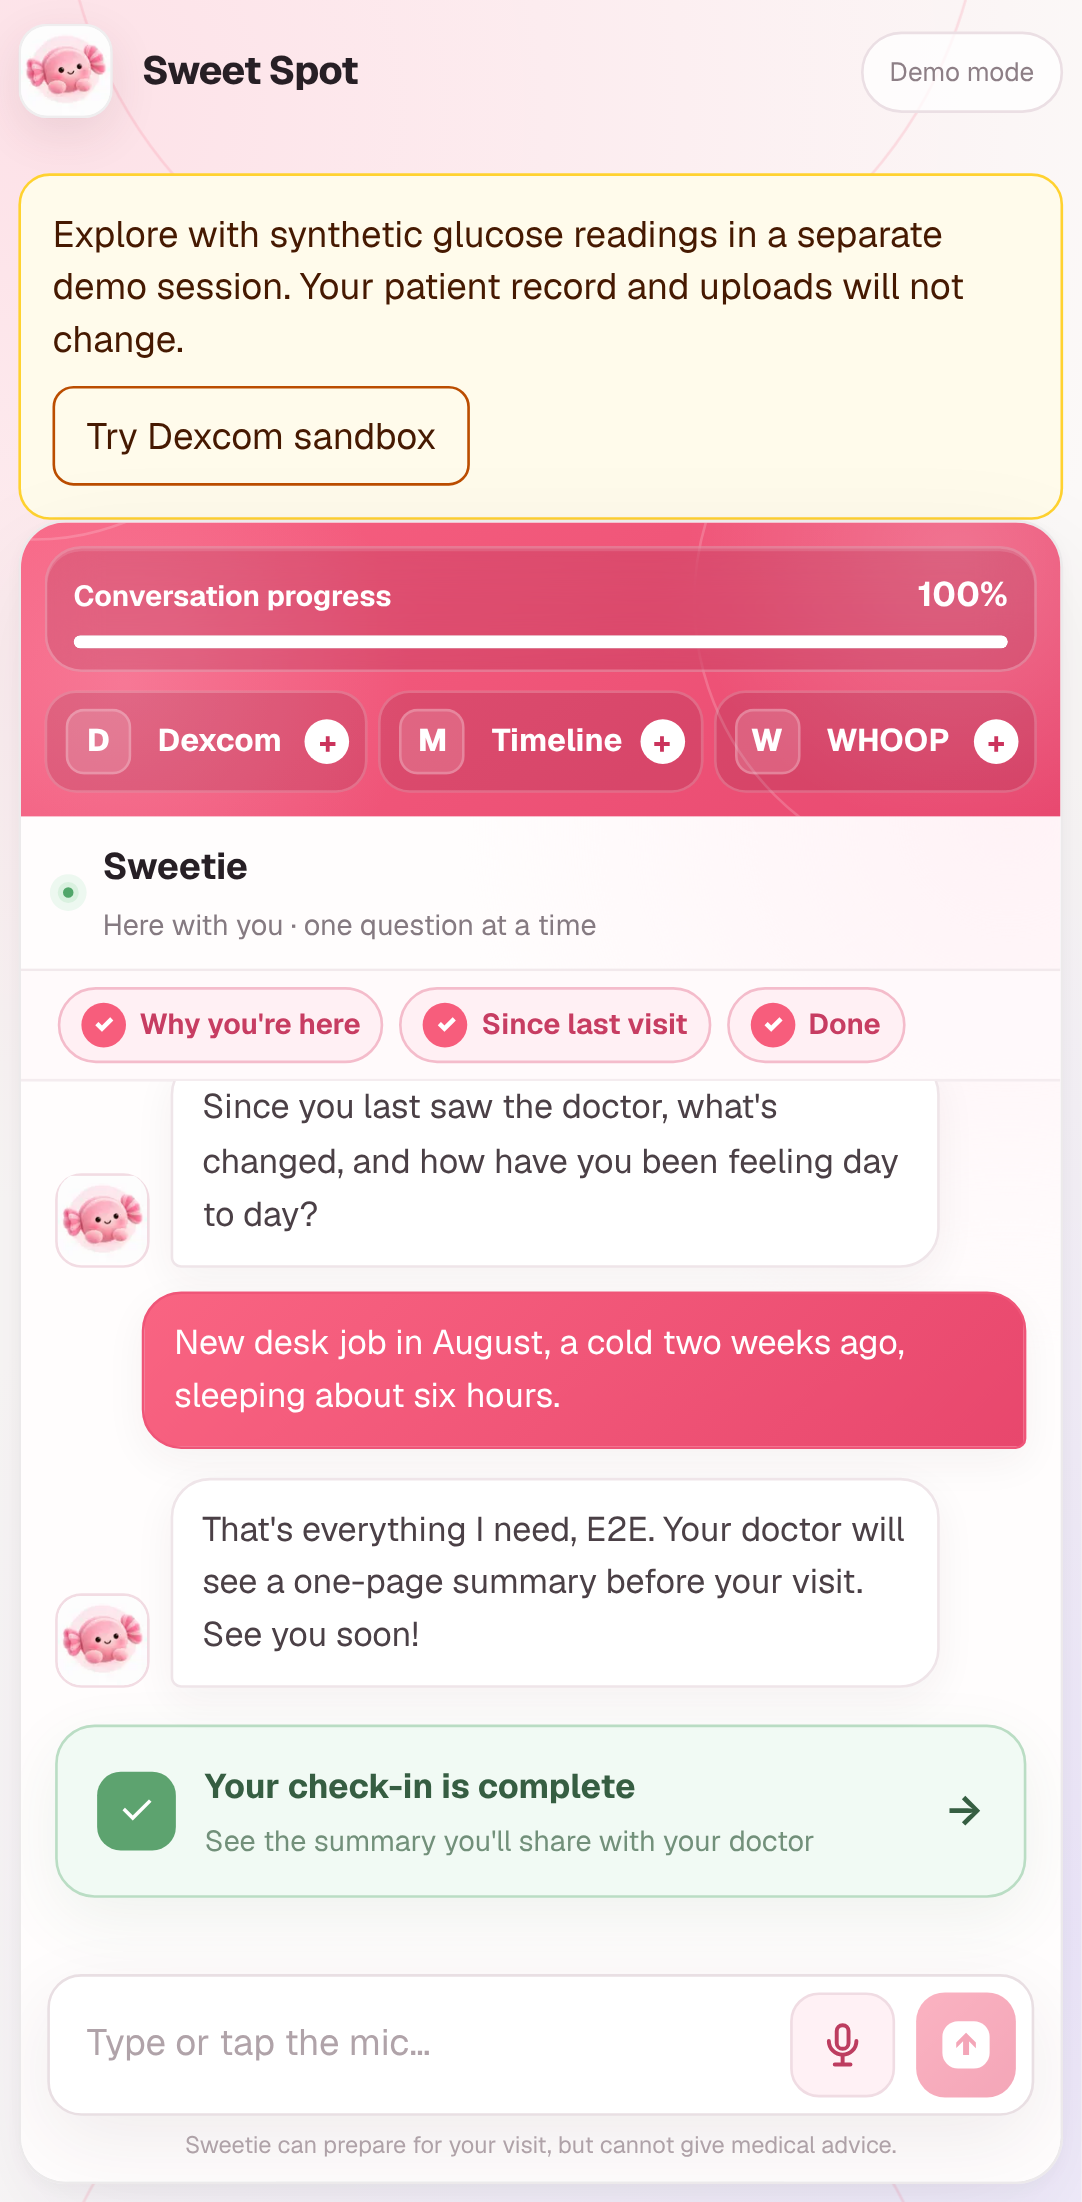 Sweet Spot
Demo mode
Explore with synthetic glucose readings in a separate
demo session. Your patient record and uploads will not
change.
Try Dexcom sandbox
Conversation progress
100%
D Dexcom +
M Timeline +
W WHOOP +
Sweetie
Here with you · one question at a time
Why you're here
Since last visit
Done
Since you last saw the doctor, what's
changed, and how have you been feeling day
to day?
New desk job in August, a cold two weeks ago,
sleeping about six hours.
That's everything I need, E2E. Your doctor will
see a one-page summary before your visit.
See you soon!
Your check-in is complete
See the summary you'll share with your doctor
Type or tap the mic...
Sweetie can prepare for your visit, but cannot give medical advice.